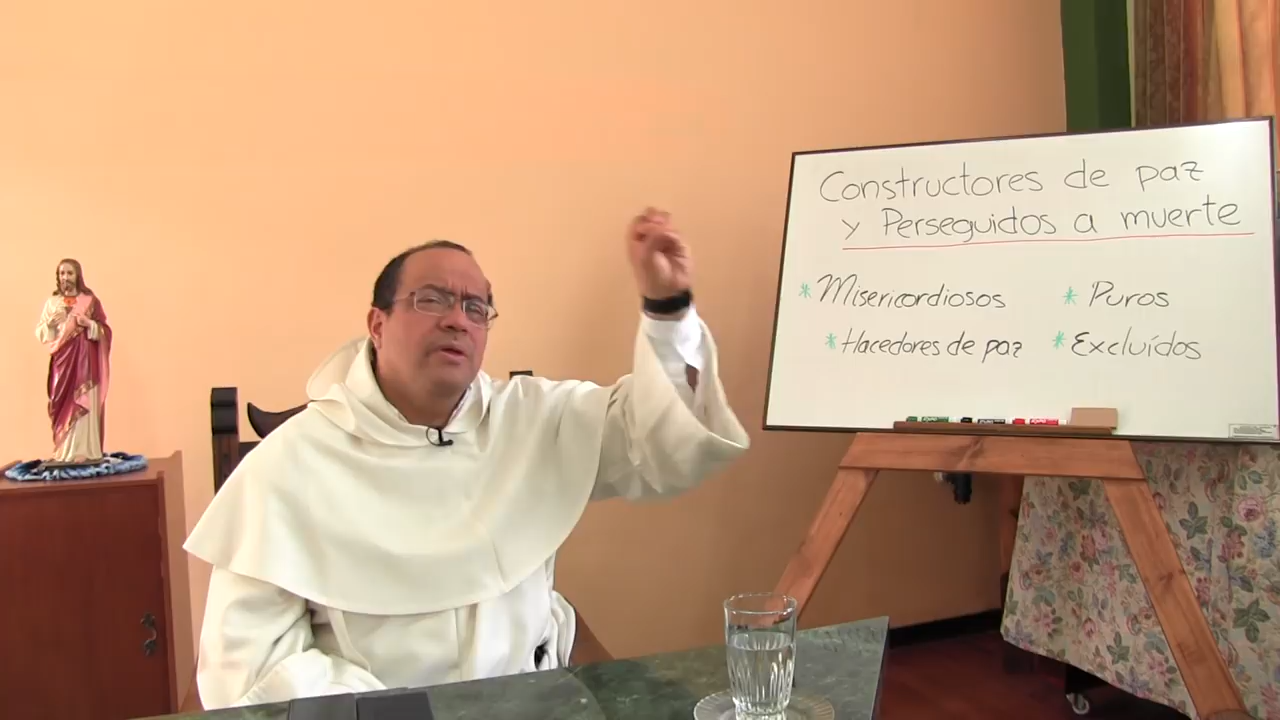 Constructores de paz
y Perseguidos a muerte
* Misericordiosos * Puros
* Hacedores de paz * Excluídos